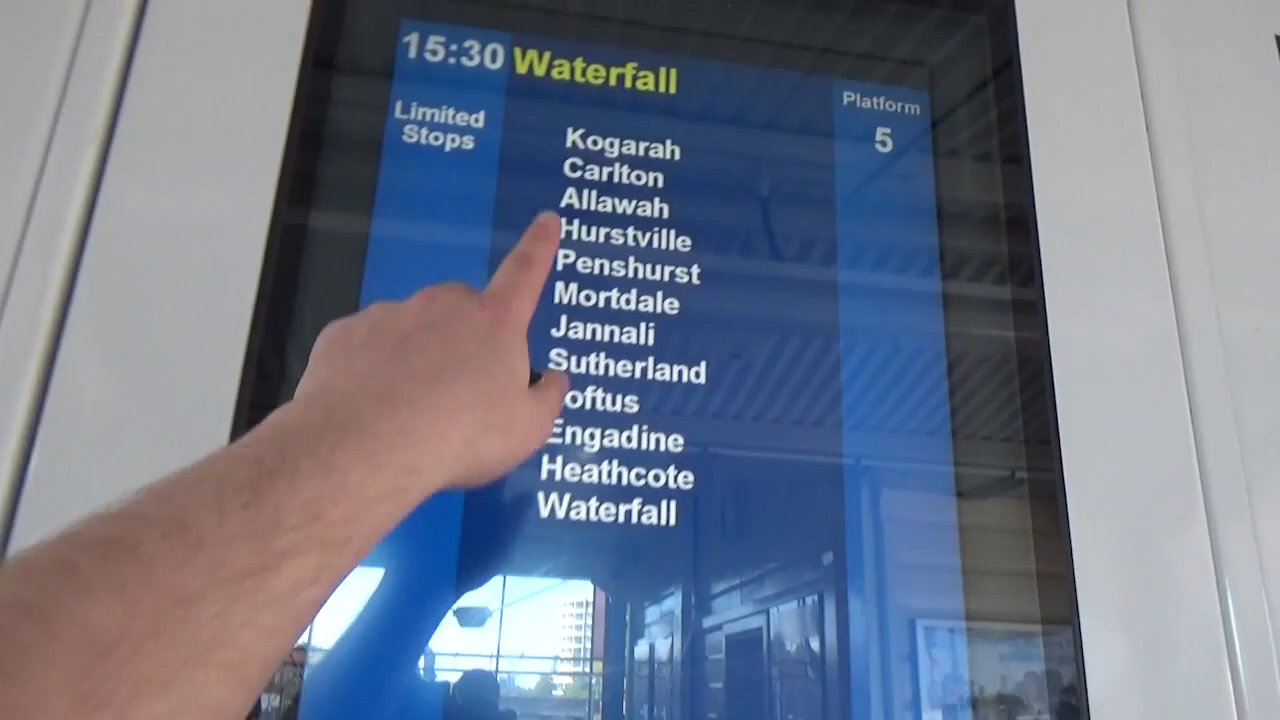 15:30 Waterfall
Limited
Stops
Platform
5
Kogarah
Carlton
Allawah
Hurstville
Penshurst
Mortdale
Jannali
Sutherland
oftus
Engadine
Heathcote
Waterfall